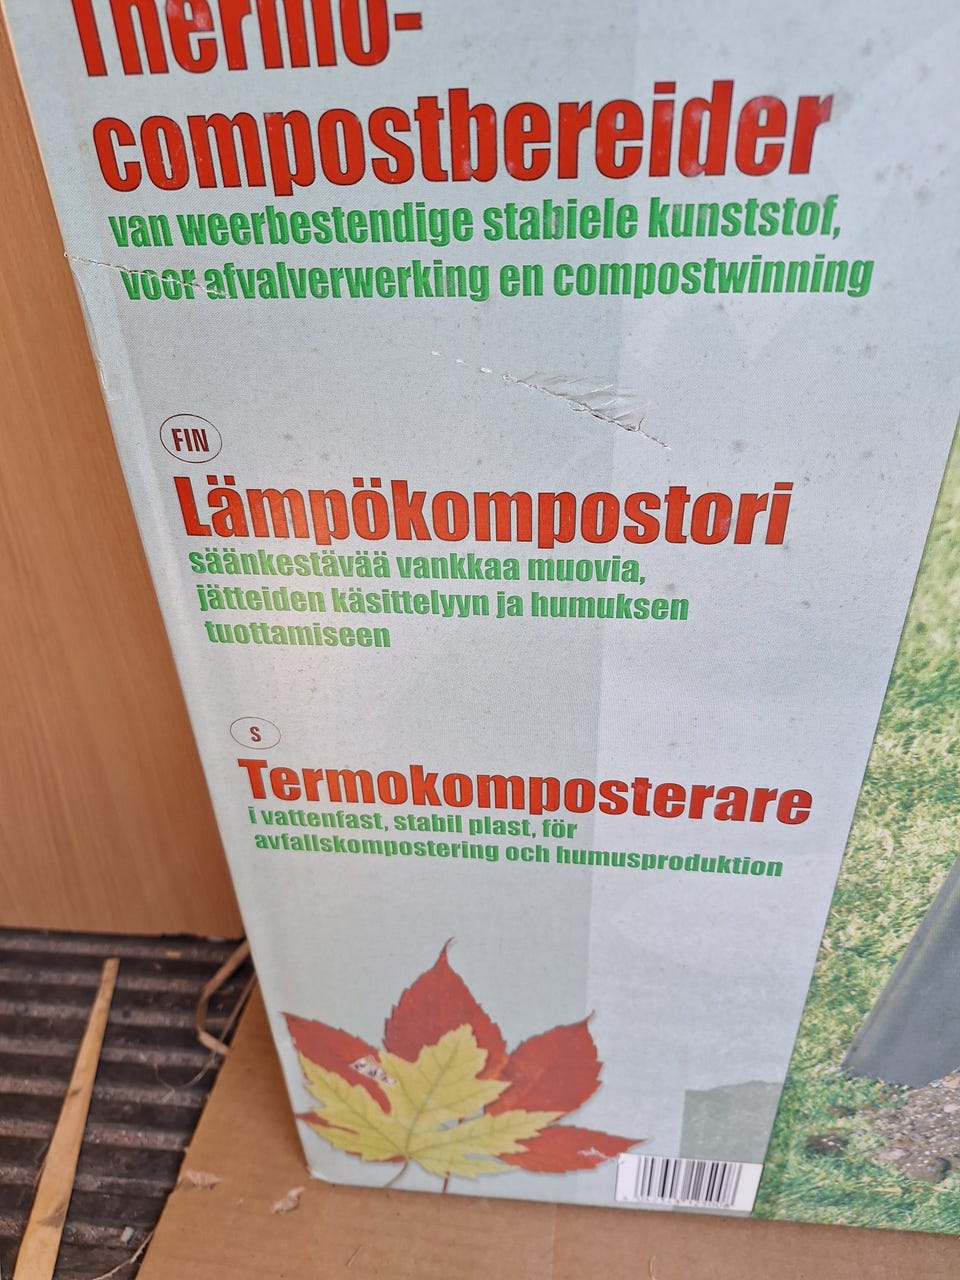 Thermo-
compostbereider
van weerbestendige stabiele kunststof,
voor afvalverwerking en compostwinning
FIN
Lämpökompostori
säänkestävää vankkaa muovia,
jätteiden käsittelyyn ja humuksen
tuottamiseen
S
Termokomposterare
i vattenfast, stabil plast, för
avfallskompostering och humusproduktion